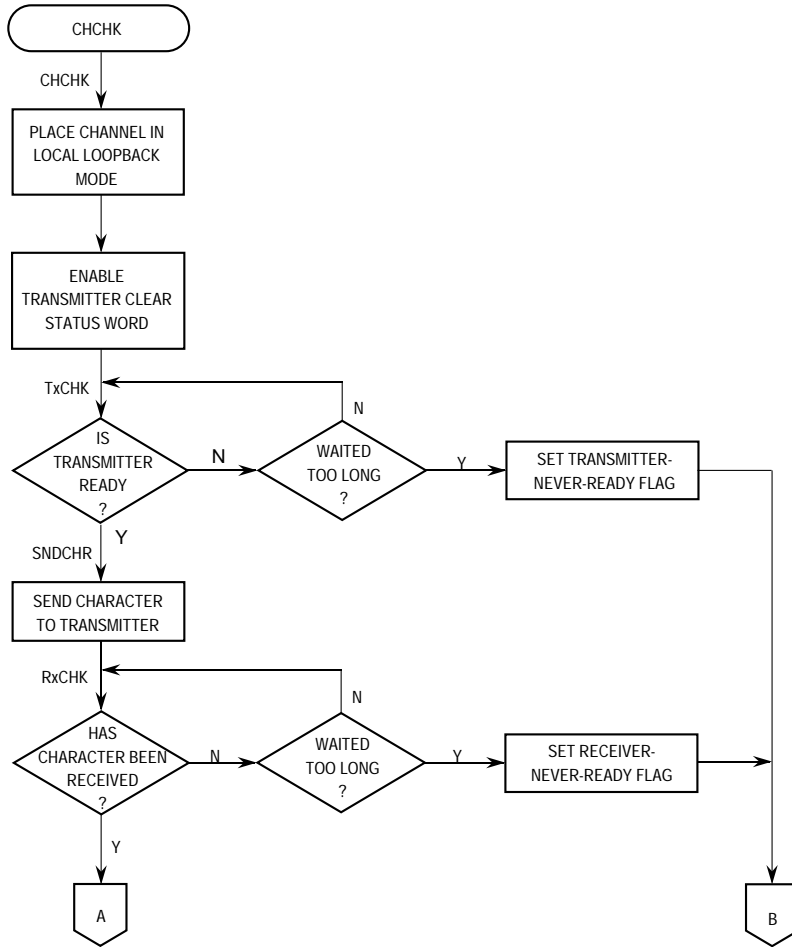 CHCHK
CHCHK
PLACE CHANNEL IN
LOCAL LOOPBACK
MODE
ENABLE
TRANSMITTER CLEAR
STATUS WORD
TxCHK
N
IS
TRANSMITTER
READY
?
N
WAITED
TOO LONG
?
Y
SET TRANSMITTER-
NEVER-READY FLAG
Y
SNDCHR
SEND CHARACTER
TO TRANSMITTER
RxCHK
N
HAS
CHARACTER BEEN
RECEIVED
?
N
WAITED
TOO LONG
?
Y
SET RECEIVER-
NEVER-READY FLAG
Y
A
B